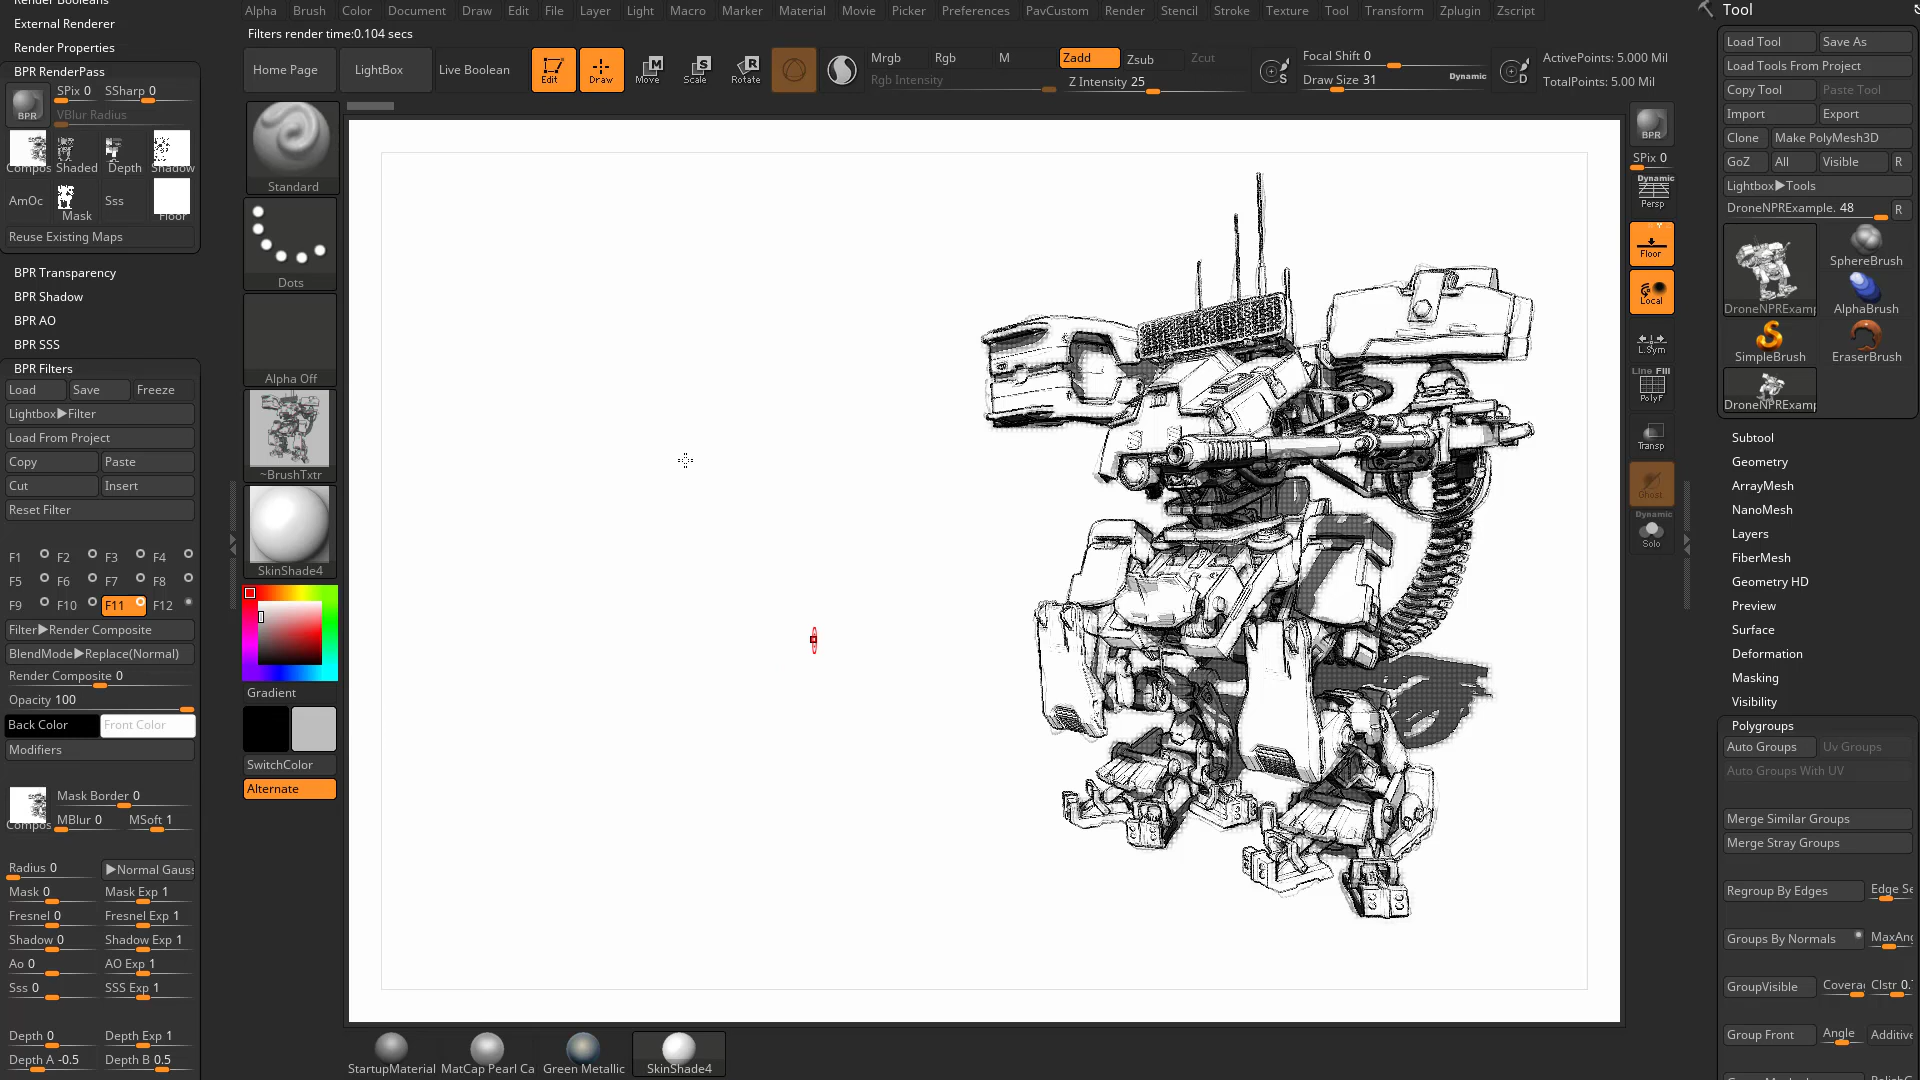 Render Booleans
External Renderer
Render Properties
BPR RenderPass
SPix 0 SSharp 0
BPR VBlur Radius
Compos Shaded Depth Shadow
AmOc Mask Sss Floor
Reuse Existing Maps
BPR Transparency
BPR Shadow
BPR AO
BPR SSS
BPR Filters
Load Save Freeze
Lightbox▶Filter
Load From Project
Copy Paste
Cut Insert
Reset Filter
F1 F2 F3 F4
F5 F6 F7 F8
F9 F10 F11 F12
Filter▶Render Composite
BlendMode▶Replace(Normal)
Render Composite 0
Opacity 100
Back Color Front Color
Modifiers
Mask Border 0
Compos MBlur 0 MSoft 1
Radius 0 ▶Normal Gauss
Mask 0 Mask Exp 1
Fresnel 0 Fresnel Exp 1
Shadow 0 Shadow Exp 1
Ao 0 AO Exp 1
Sss 0 SSS Exp 1
Depth 0 Depth Exp 1
Depth A -0.5 Depth B 0.5
Alpha Brush Color Document Draw Edit File Layer Light Macro Marker Material Movie Picker Preferences PavCustom Render Stencil Stroke Texture Tool Transform Zplugin Zscript
Filters render time:0.104 secs
Home Page LightBox Live Boolean
Edit Draw Move Scale Rotate
M S R
Mrgb Rgb M
Rgb Intensity
Zadd Zsub Zcut
Z Intensity 25
S
Focal Shift 0
Draw Size 31 Dynamic
D
ActivePoints: 5.000 Mil
TotalPoints: 5.00 Mil
Standard
Dots
Alpha Off
~BrushTxtr
SkinShade4
Gradient
SwitchColor
Alternate
StartupMaterial MatCap Pearl Ca Green Metallic SkinShade4
BPR
SPix 0
Dynamic
Persp
Floor
Local
L.Sym
Line Fill
PolyF
Transp
Ghost
Dynamic
Solo
Tool
Load Tool Save As
Load Tools From Project
Copy Tool Paste Tool
Import Export
Clone Make PolyMesh3D
GoZ All Visible R
Lightbox▶Tools
DroneNPRExample. 48 R
DroneNPRExamp SphereBrush
AlphaBrush
SimpleBrush EraserBrush
DroneNPRExamp
Subtool
Geometry
ArrayMesh
NanoMesh
Layers
FiberMesh
Geometry HD
Preview
Surface
Deformation
Masking
Visibility
Polygroups
Auto Groups Uv Groups
Auto Groups With UV
Merge Similar Groups
Merge Stray Groups
Regroup By Edges Edge Se
Groups By Normals MaxAng
GroupVisible Coverag Clstr 0.
Group Front Angle Additive